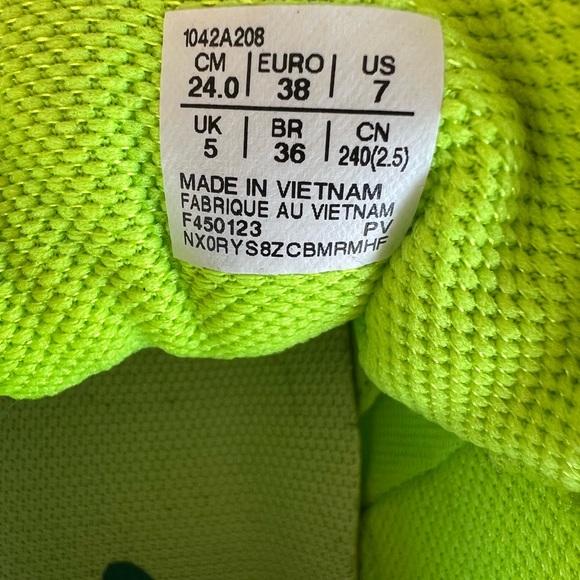 1042A208
CM | EURO | US
24.0 | 38 | 7
UK | BR | CN
5 | 36 | 240(2.5)
MADE IN VIETNAM
FABRIQUE AU VIETNAM
F450123 PV
NX0RYS8ZCBMRMHF